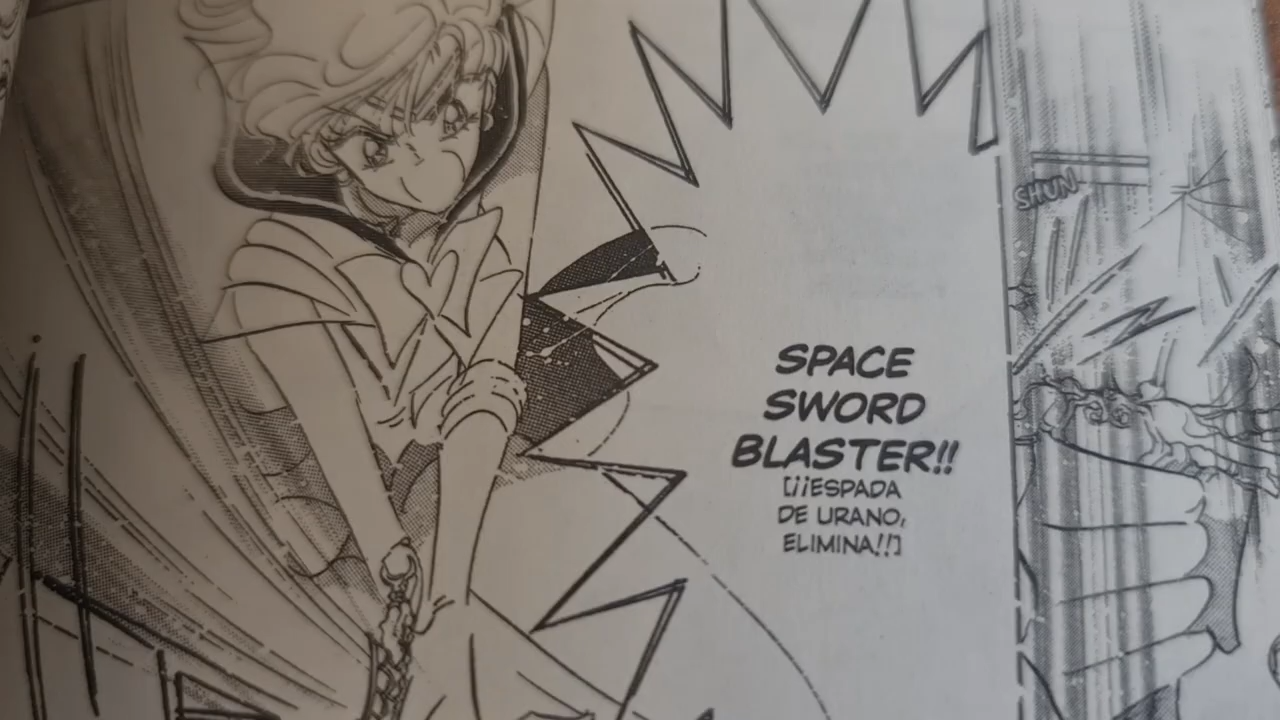 SPACE
SWORD
BLASTER!!
[¡¡ESPADA
DE URANO,
ELIMINA!!]
SHUN